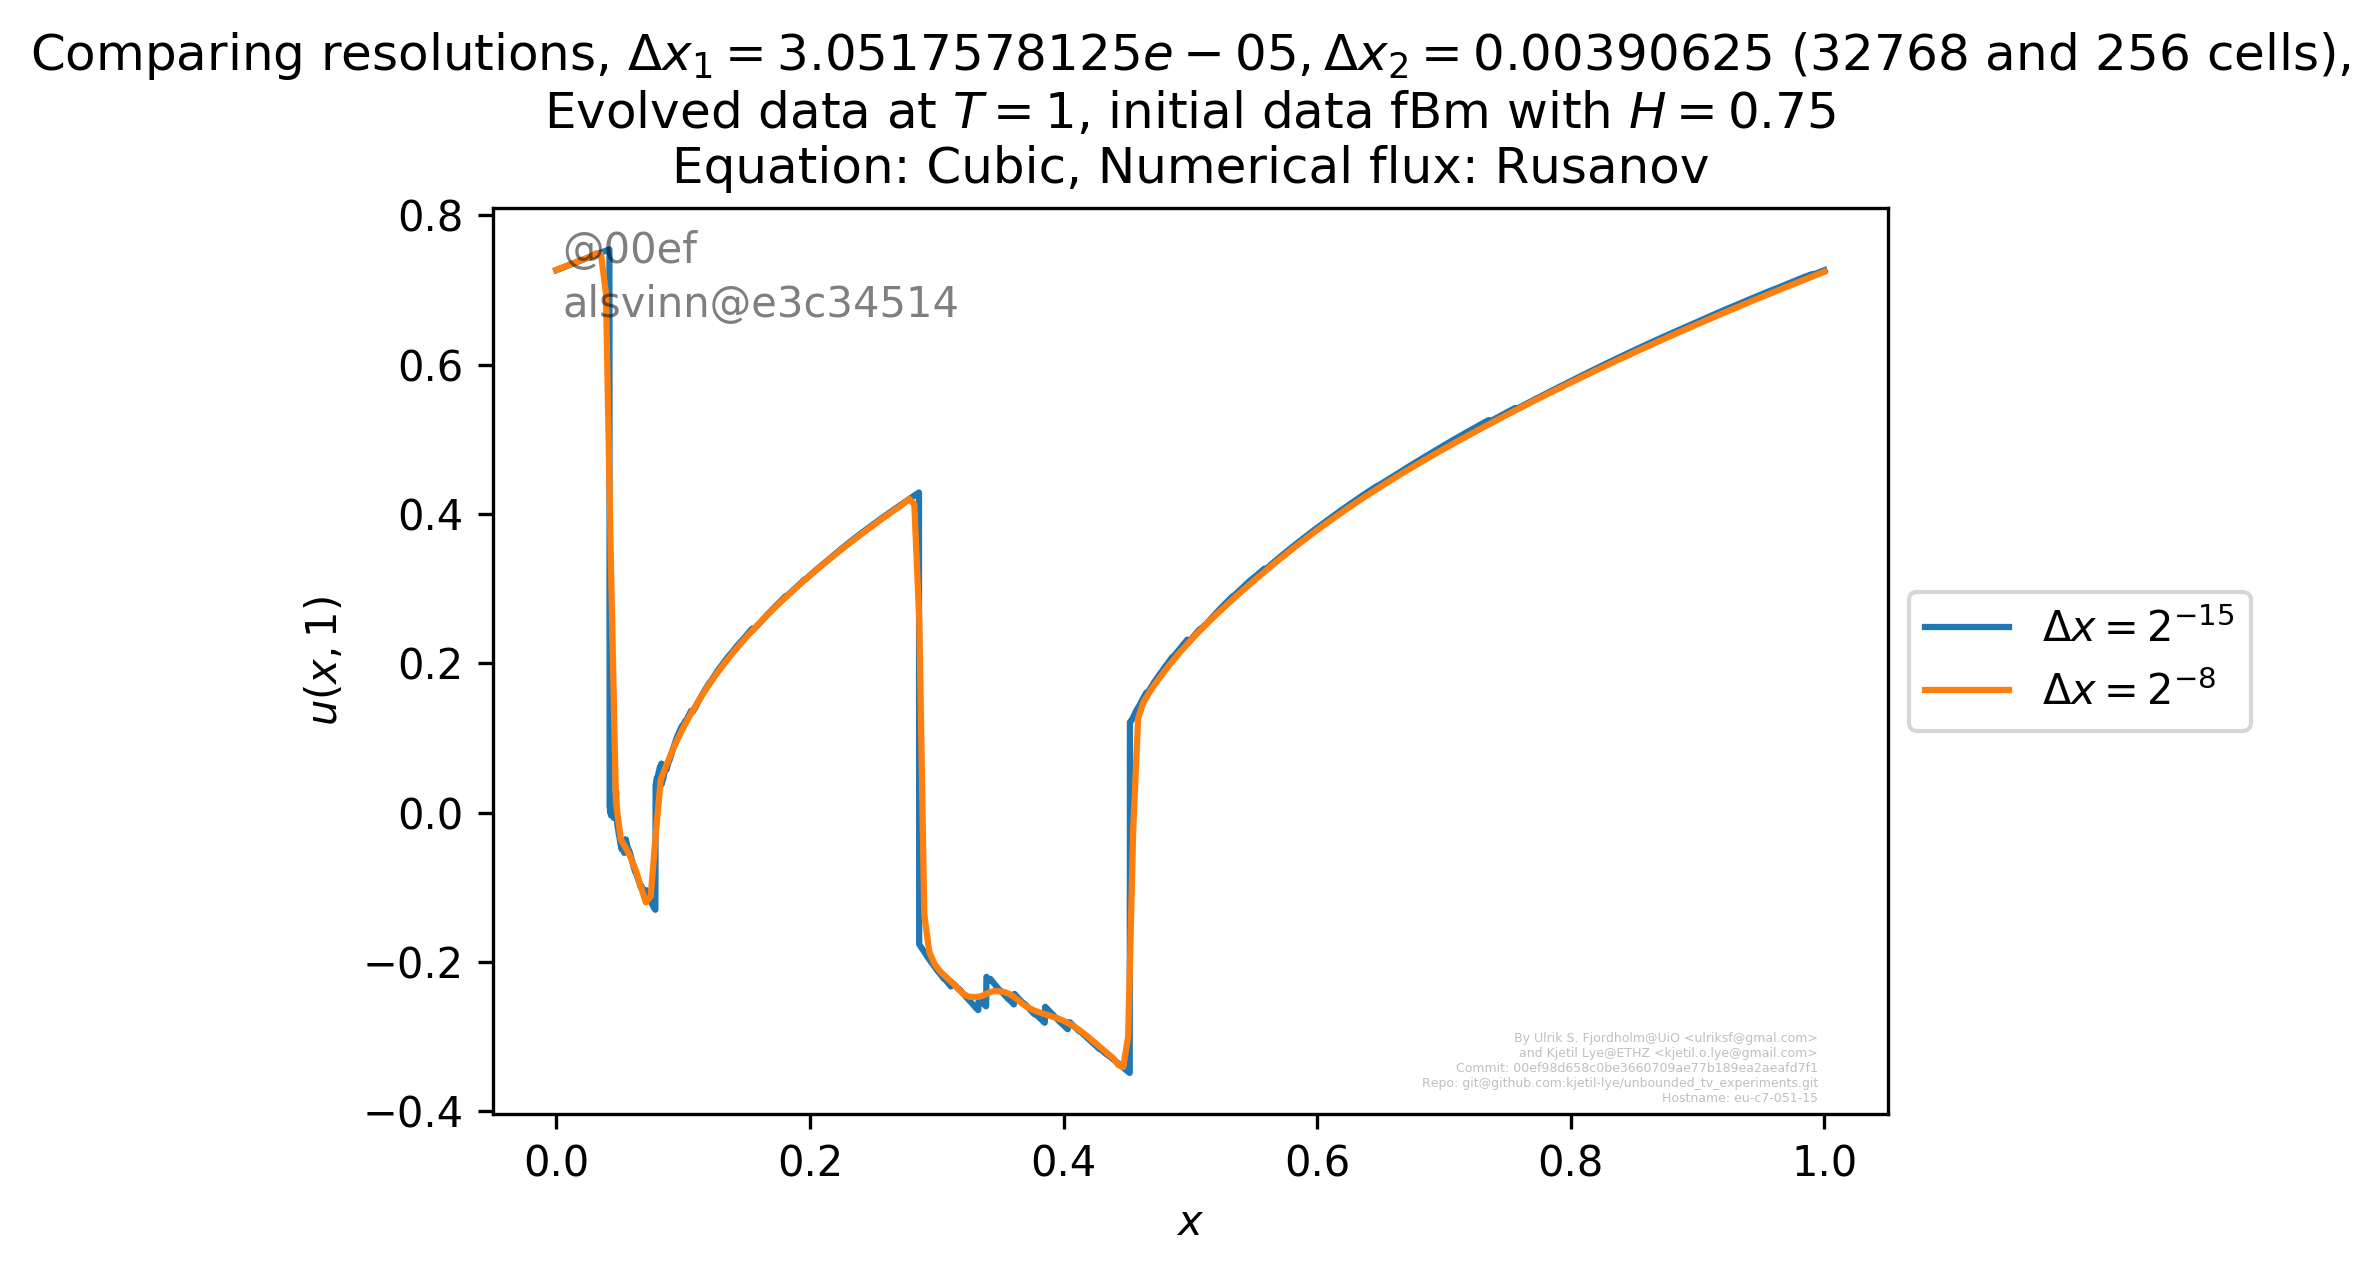 Comparing resolutions, Δx₁ = 3.0517578125e − 05, Δx₂ = 0.00390625 (32768 and 256 cells),
Evolved data at T = 1, initial data fBm with H = 0.75
Equation: Cubic, Numerical flux: Rusanov
@00ef
alsvinn@e3c34514
0.8
0.6
0.4
0.2
0.0
−0.2
−0.4
u(x, 1)
Δx = 2⁻¹⁵
Δx = 2⁻⁸
By Ulrik S. Fjordholm@UiO <ulriksf@gmal.com>
and Kjetil Lye@ETHZ <kjetil.o.lye@gmail.com>
Commit: 00ef98d658c0be3660709ae77b189ea2aeafd7f1
Repo: git@github.com:kjetil-lye/unbounded_tv_experiments.git
Hostname: eu-c7-051-15
0.0 0.2 0.4 0.6 0.8 1.0
x